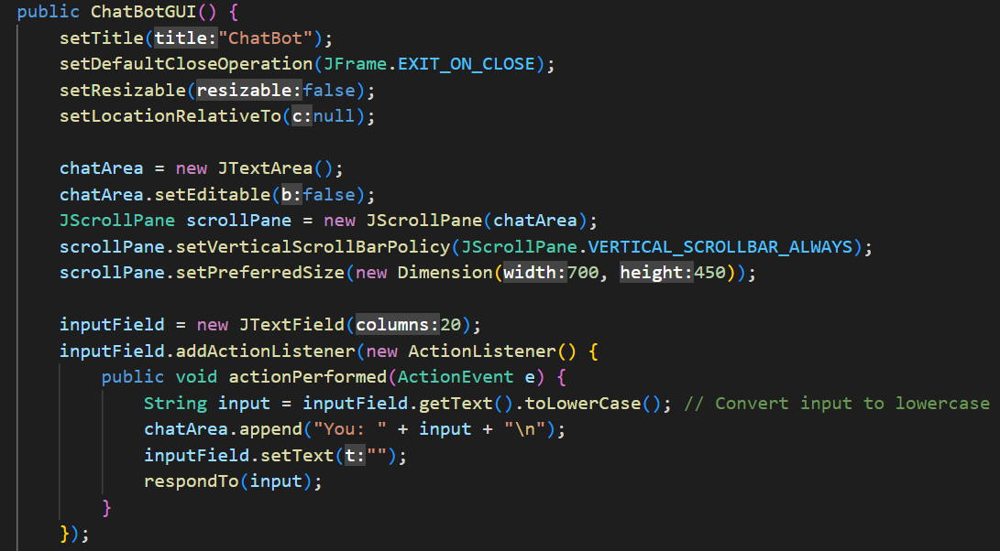 public ChatBotGUI() {
setTitle(title:"ChatBot");
setDefaultCloseOperation(JFrame.EXIT_ON_CLOSE);
setResizable(resizable:false);
setLocationRelativeTo(c:null);
chatArea = new JTextArea();
chatArea.setEditable(b:false);
JScrollPane scrollPane = new JScrollPane(chatArea);
scrollPane.setVerticalScrollBarPolicy(JScrollPane.VERTICAL_SCROLLBAR_ALWAYS);
scrollPane.setPreferredSize(new Dimension(width:700, height:450));
inputField = new JTextField(columns:20);
inputField.addActionListener(new ActionListener() {
public void actionPerformed(ActionEvent e) {
String input = inputField.getText().toLowerCase(); // Convert input to lowercase
chatArea.append("You: " + input + "\n");
inputField.setText(t:"");
respondTo(input);
}
});